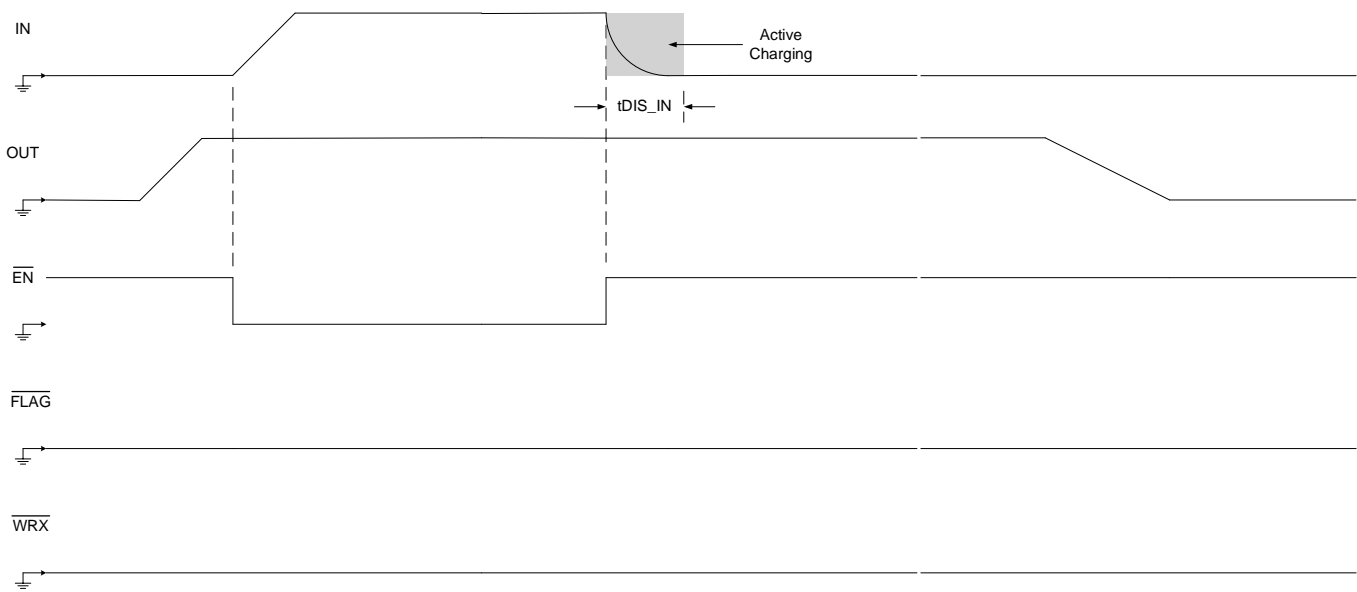 IN
Active
Charging
tDIS_IN
OUT
EN
FLAG
WRX